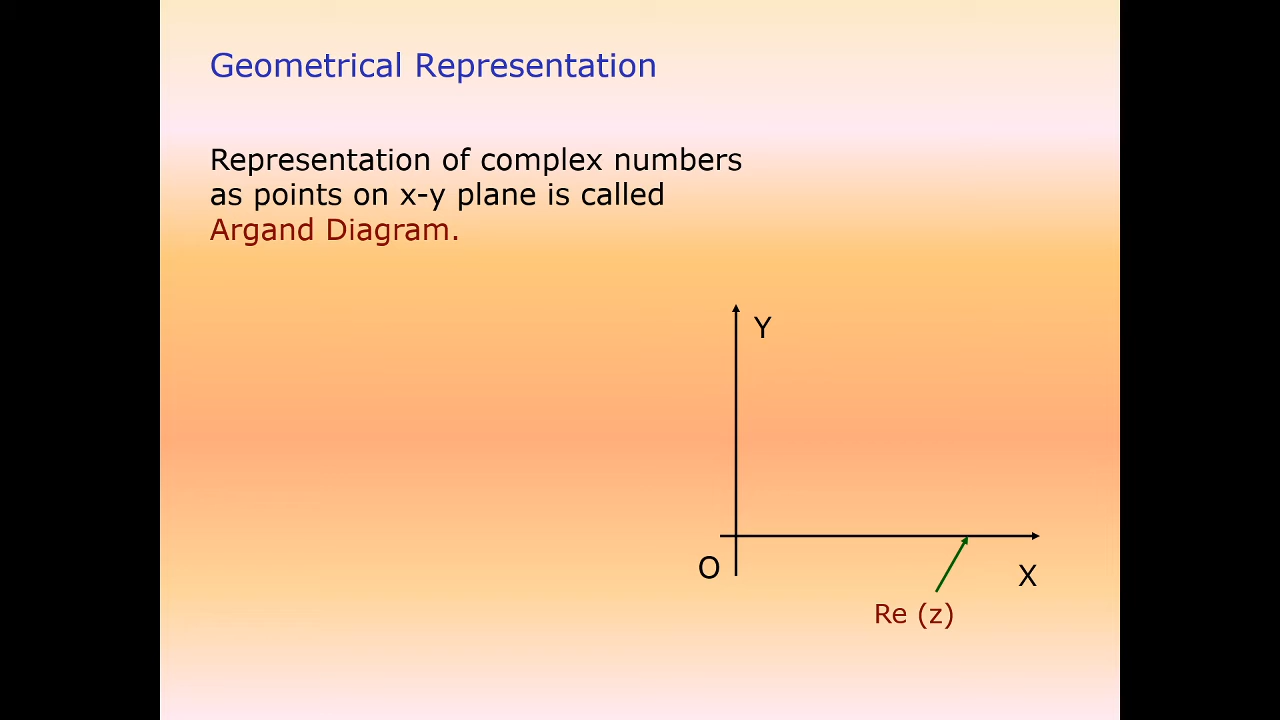 Geometrical Representation
Representation of complex numbers
as points on x-y plane is called
Argand Diagram.
Y
O
X
Re (z)